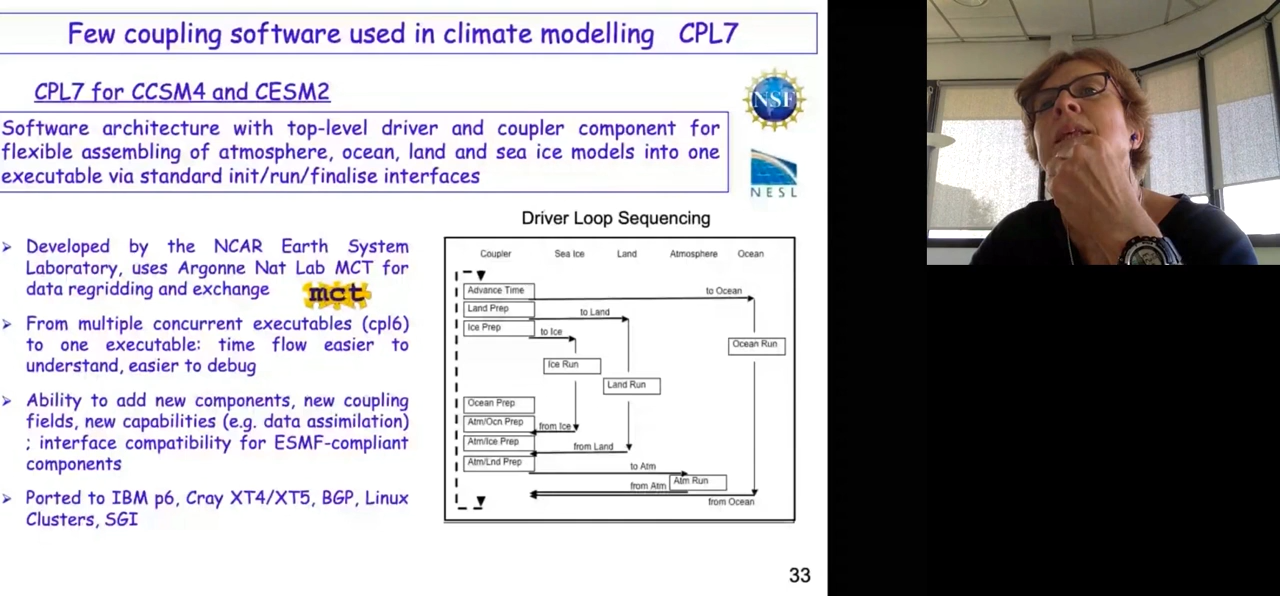 Few coupling software used in climate modelling CPL7
CPL7 for CCSM4 and CESM2
NSF
Software architecture with top-level driver and coupler component for
flexible assembling of atmosphere, ocean, land and sea ice models into one
executable via standard init/run/finalise interfaces
NESL
Driver Loop Sequencing
Developed by the NCAR Earth System
Laboratory, uses Argonne Nat Lab MCT for
data regridding and exchange
mct
From multiple concurrent executables (cpl6)
to one executable: time flow easier to
understand, easier to debug
Ability to add new components, new coupling
fields, new capabilities (e.g. data assimilation)
; interface compatibility for ESMF-compliant
components
Ported to IBM p6, Cray XT4/XT5, BGP, Linux
Clusters, SGI
Coupler Sea Ice Land Atmosphere Ocean
Advance Time
to Ocean
Land Prep
to Land
Ice Prep
to Ice
Ocean Run
Ice Run
Land Run
Ocean Prep
Atm/Ocn Prep
from Ice
Atm/Ice Prep
from Land
Atm/Lnd Prep
to Atm
Atm Run
from Atm
from Ocean
33